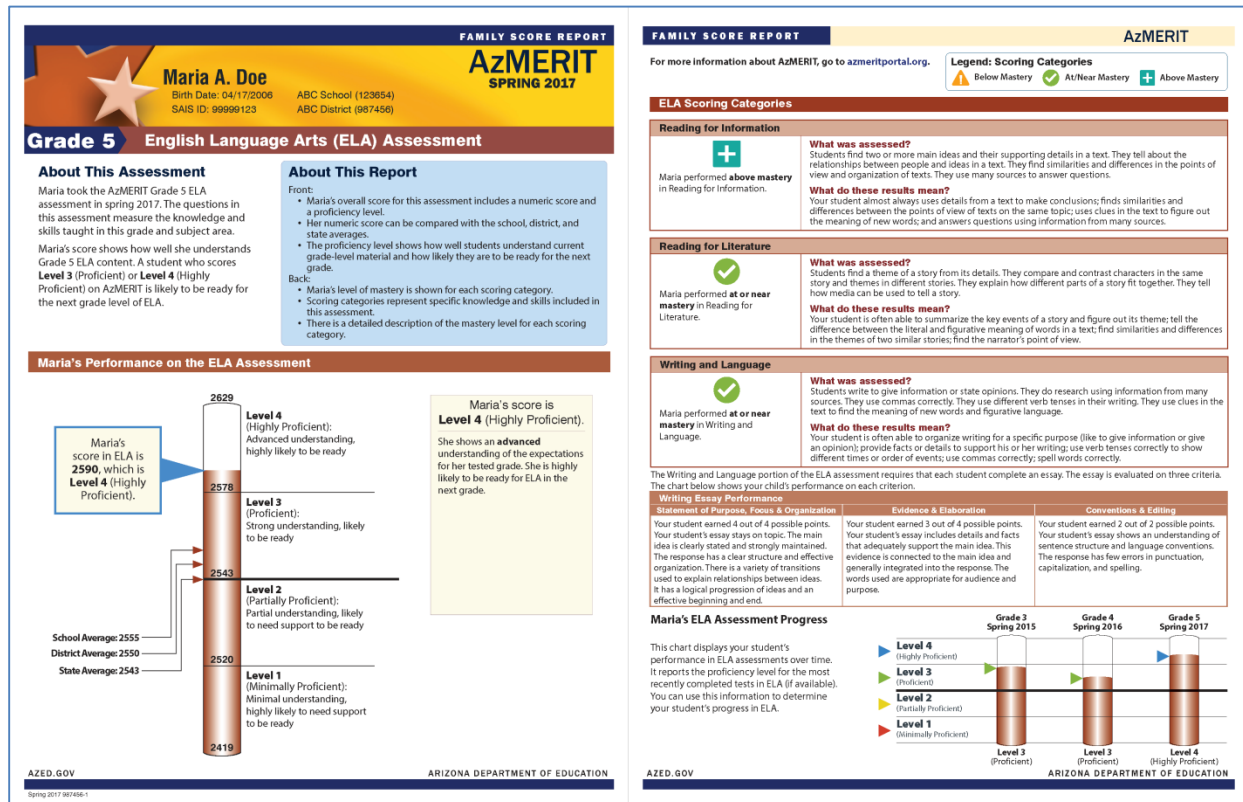 FAMILY SCORE REPORT
AzMERIT
SPRING 2017
Maria A. Doe
Birth Date: 04/17/2006
ABC School (123654)
SAIS ID: 99999123
ABC District (987456)
Grade 5
English Language Arts (ELA) Assessment
About This Assessment
Maria took the AzMERIT Grade 5 ELA
assessment in spring 2017. The questions in
this assessment measure the knowledge and
skills taught in this grade and subject area.
Maria's score shows how well she understands
Grade 5 ELA content. A student who scores
Level 3 (Proficient) or Level 4 (Highly
Proficient) on AzMERIT is likely to be ready for
the next grade level of ELA.
About This Report
Front:
• Maria's overall score for this assessment includes a numeric score and
a proficiency level.
• Her numeric score can be compared with the school, district, and
state averages.
• The proficiency level shows how well students understand current
grade-level material and how likely they are to be ready for the next
grade.
Back:
• Maria's level of mastery is shown for each scoring category.
• Scoring categories represent specific knowledge and skills included in
this assessment.
• There is a detailed description of the mastery level for each scoring
category.
Maria's Performance on the ELA Assessment
2629
Level 4
(Highly Proficient):
Advanced understanding,
highly likely to be ready
Maria's
score in ELA is
2590, which is
Level 4 (Highly
Proficient).
2578
Level 3
(Proficient):
Strong understanding, likely
to be ready
2543
Level 2
(Partially Proficient):
Partial understanding, likely
to need support to be ready
School Average: 2555
District Average: 2550
State Average: 2543
2520
Level 1
(Minimally Proficient):
Minimal understanding,
highly likely to need support
to be ready
2419
Maria's score is
Level 4 (Highly Proficient).
She shows an advanced
understanding of the expectations
for her tested grade. She is highly
likely to be ready for ELA in the
next grade.
AZED.GOV
ARIZONA DEPARTMENT OF EDUCATION
Spring 2017 987456-1
FAMILY SCORE REPORT
AzMERIT
For more information about AzMERIT, go to azmeritportal.org.
Legend: Scoring Categories
Below Mastery
At/Near Mastery
Above Mastery
ELA Scoring Categories
Reading for Information
Maria performed above mastery
in Reading for Information.
What was assessed?
Students find two or more main ideas and their supporting details in a text. They tell about the
relationships between people and ideas in a text. They find similarities and differences in the points of
view and organization of texts. They use many sources to answer questions.
What do these results mean?
Your student almost always uses details from a text to make conclusions; finds similarities and
differences between the points of view of texts on the same topic; uses clues in the text to figure out
the meaning of new words; and answers questions using information from many sources.
Reading for Literature
Maria performed at or near
mastery in Reading for
Literature.
What was assessed?
Students find a theme of a story from its details. They compare and contrast characters in the same
story and themes in different stories. They explain how different parts of a story fit together. They tell
how media can be used to tell a story.
What do these results mean?
Your student is often able to summarize the key events of a story and figure out its theme; tell the
difference between the literal and figurative meaning of words in a text; find similarities and differences
in the themes of two similar stories; find the narrator's point of view.
Writing and Language
Maria performed at or near
mastery in Writing and
Language.
What was assessed?
Students write to give information or state opinions. They do research using information from many
sources. They use commas correctly. They use different verb tenses in their writing. They use clues in the
text to find the meaning of new words and figurative language.
What do these results mean?
Your student is often able to organize writing for a specific purpose (like to give information or give
an opinion); provide facts or details to support his or her writing; use verb tenses correctly to show
different times or order of events; use commas correctly; spell words correctly.
The Writing and Language portion of the ELA assessment requires that each student complete an essay. The essay is evaluated on three criteria.
The chart below shows your child's performance on each criterion.
Writing Essay Performance
Statement of Purpose, Focus & Organization
Your student earned 4 out of 4 possible points.
Your student's essay stays on topic. The main
idea is clearly stated and strongly maintained.
The response has a clear structure and effective
organization. There is a variety of transitions
used to explain relationships between ideas.
It has a logical progression of ideas and an
effective beginning and end.
Evidence & Elaboration
Your student earned 3 out of 4 possible points.
Your student's essay includes details and facts
that adequately support the main idea. This
evidence is connected to the main idea and
generally integrated into the response. The
words used are appropriate for audience and
purpose.
Conventions & Editing
Your student earned 2 out of 2 possible points.
Your student's essay shows an understanding of
sentence structure and language conventions.
The response has few errors in punctuation,
capitalization, and spelling.
Maria's ELA Assessment Progress
This chart displays your student's
performance in ELA assessments over time.
It reports the proficiency level for the most
recently completed tests in ELA (if available).
You can use this information to determine
your student's progress in ELA.
Grade 3
Spring 2015
Grade 4
Spring 2016
Grade 5
Spring 2017
Level 4
(Highly Proficient)
Level 3
(Proficient)
Level 2
(Partially Proficient)
Level 1
(Minimally Proficient)
Level 3
(Proficient)
Level 3
(Proficient)
Level 4
(Highly Proficient)
AZED.GOV
ARIZONA DEPARTMENT OF EDUCATION